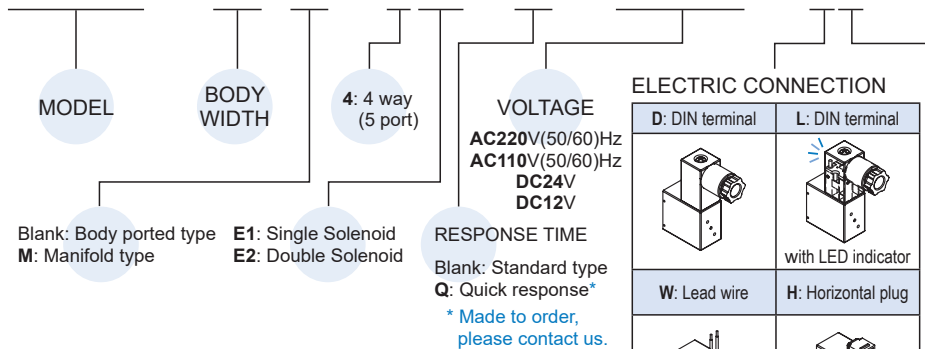 MODEL
BODY
WIDTH
4: 4 way
(5 port)
VOLTAGE
AC220V(50/60)Hz
AC110V(50/60)Hz
DC24V
DC12V
Blank: Body ported type
M: Manifold type
E1: Single Solenoid
E2: Double Solenoid
RESPONSE TIME
Blank: Standard type
Q: Quick response*
* Made to order,
please contact us.
ELECTRIC CONNECTION
D: DIN terminal
L: DIN terminal
with LED indicator
W: Lead wire
H: Horizontal plug